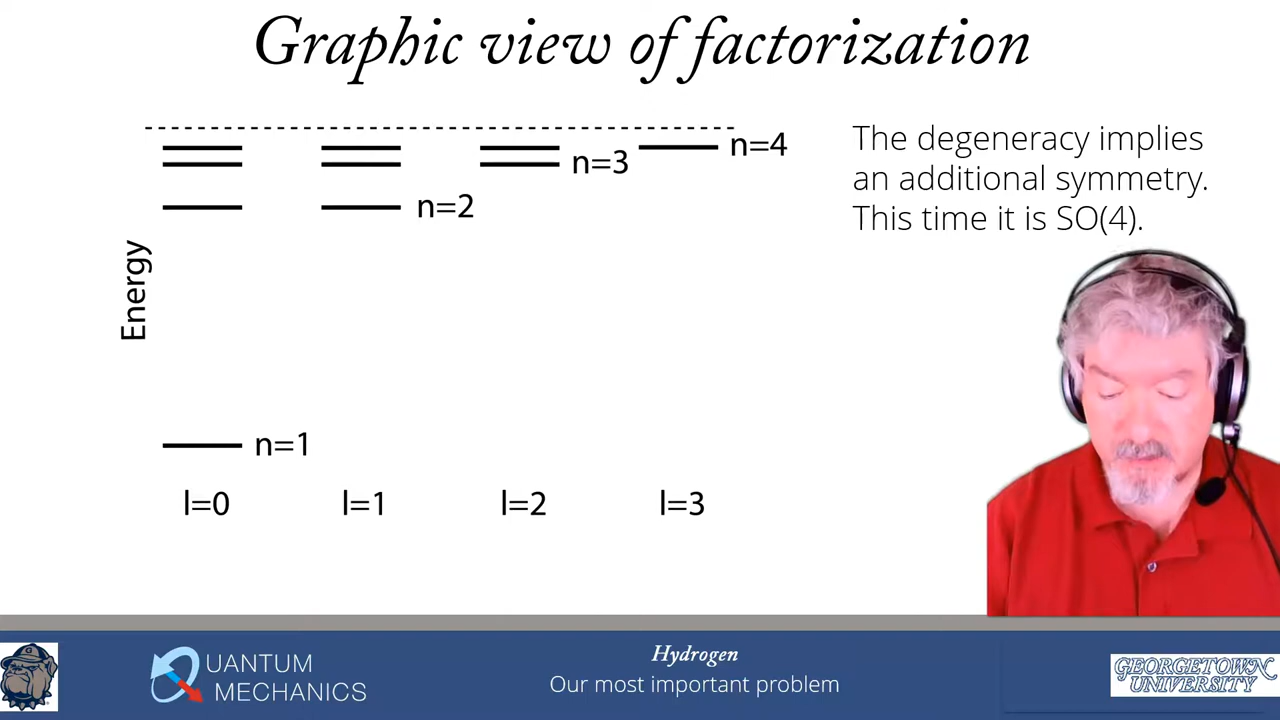 Graphic view of factorization
n=4
n=3
n=2
Energy
n=1
l=0 l=1 l=2 l=3
The degeneracy implies
an additional symmetry.
This time it is SO(4).
QUANTUM
MECHANICS
Hydrogen
Our most important problem
GEORGETOWN
UNIVERSITY